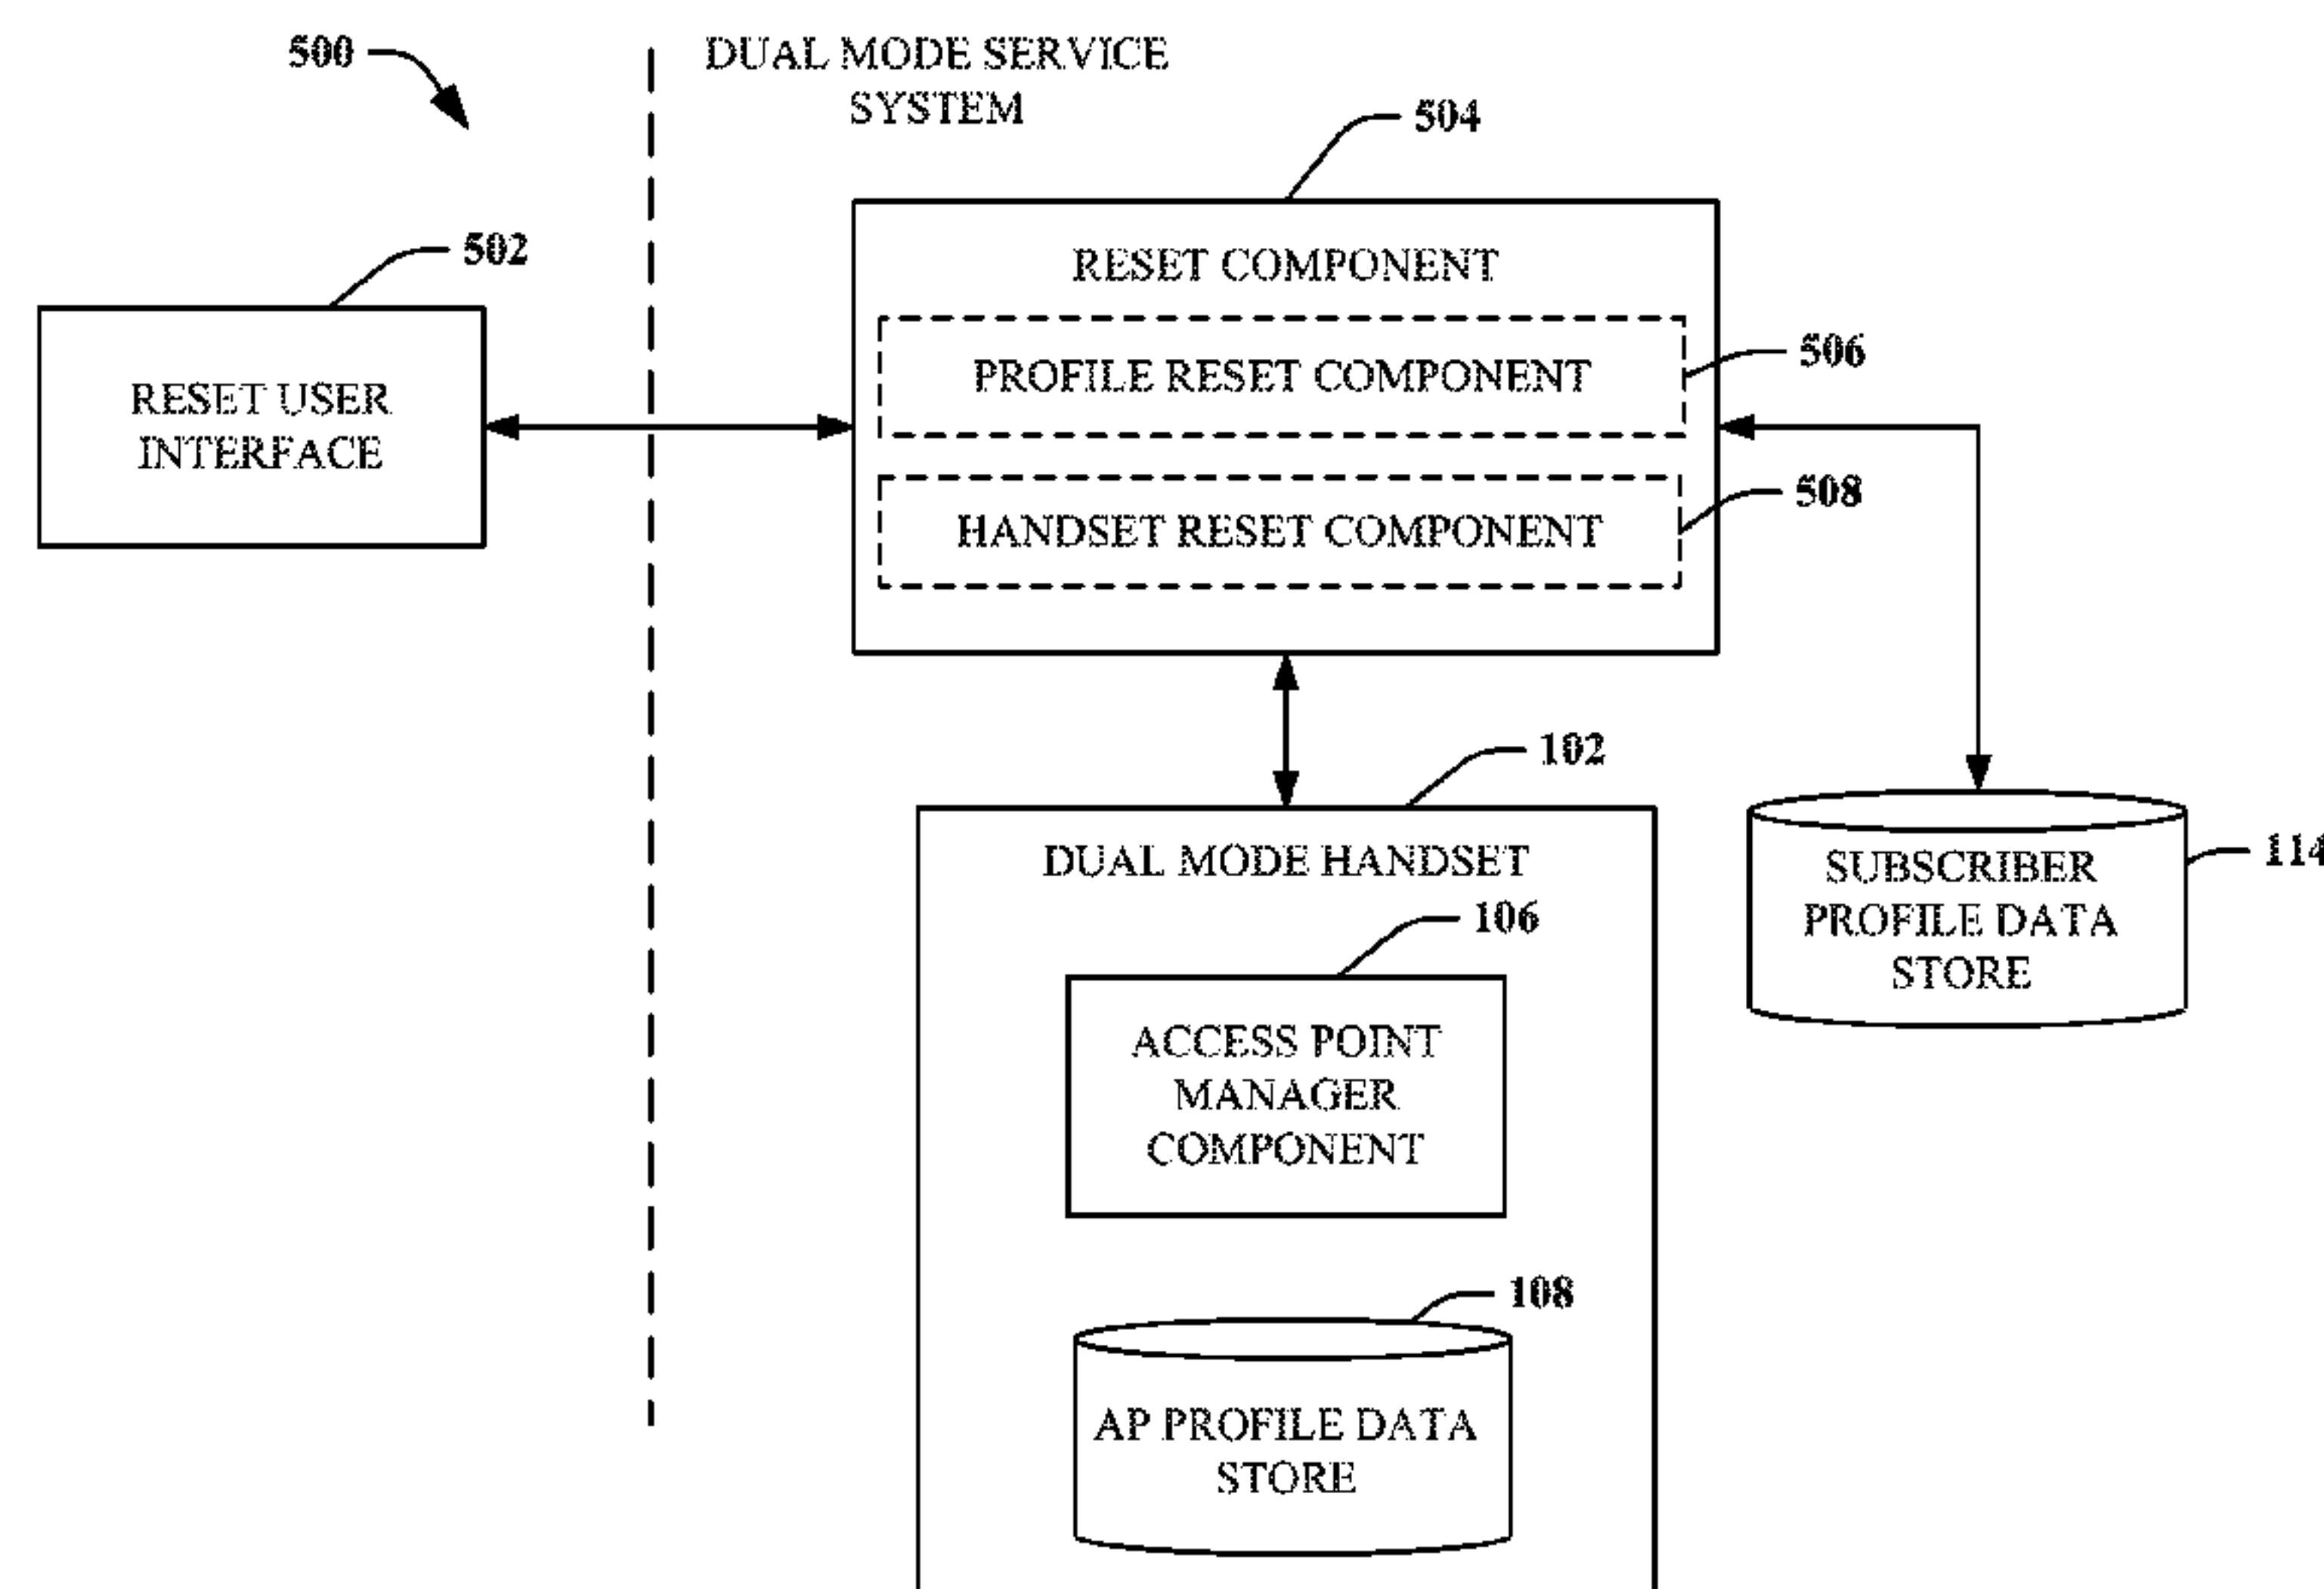 500
DUAL MODE SERVICE
SYSTEM
504
502
RESET COMPONENT
PROFILE RESET COMPONENT
506
RESET USER
INTERFACE
HANDSET RESET COMPONENT
508
102
DUAL MODE HANDSET
114
SUBSCRIBER
PROFILE DATA
STORE
106
ACCESS POINT
MANAGER
COMPONENT
108
AP PROFILE DATA
STORE